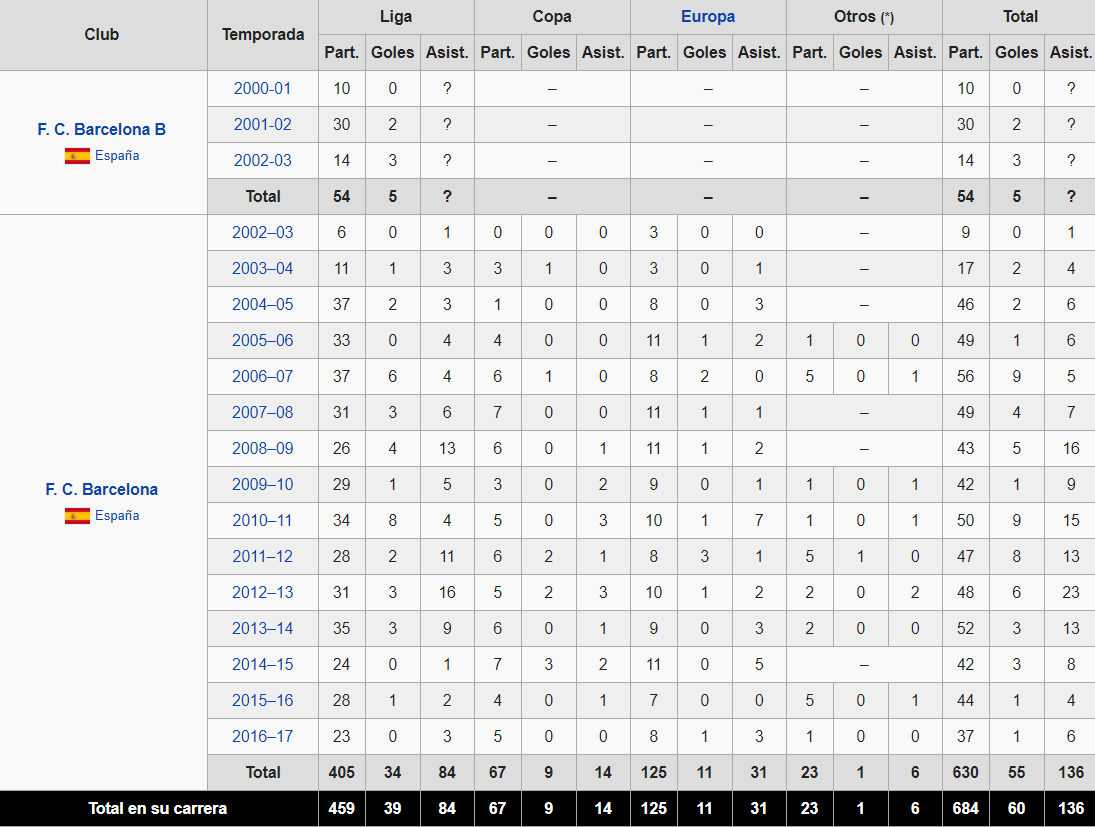 Club Temporada Liga Copa Europa Otros (*) Total
Part. Goles Asist. Part. Goles Asist. Part. Goles Asist. Part. Goles Asist. Part. Goles Asist.
F. C. Barcelona B
España
2000-01 10 0 ? – – – 10 0 ?
2001-02 30 2 ? – – – 30 2 ?
2002-03 14 3 ? – – – 14 3 ?
Total 54 5 ? – – – 54 5 ?
F. C. Barcelona
España
2002–03 6 0 1 0 0 0 3 0 0 – 9 0 1
2003–04 11 1 3 3 1 0 3 0 1 – 17 2 4
2004–05 37 2 3 1 0 0 8 0 3 – 46 2 6
2005–06 33 0 4 4 0 0 11 1 2 1 0 0 49 1 6
2006–07 37 6 4 6 1 0 8 2 0 5 0 1 56 9 5
2007–08 31 3 6 7 0 0 11 1 1 – 49 4 7
2008–09 26 4 13 6 0 1 11 1 2 – 43 5 16
2009–10 29 1 5 3 0 2 9 0 1 1 0 1 42 1 9
2010–11 34 8 4 5 0 3 10 1 7 1 0 1 50 9 15
2011–12 28 2 11 6 2 1 8 3 1 5 1 0 47 8 13
2012–13 31 3 16 5 2 3 10 1 2 2 0 2 48 6 23
2013–14 35 3 9 6 0 1 9 0 3 2 0 0 52 3 13
2014–15 24 0 1 7 3 2 11 0 5 – 42 3 8
2015–16 28 1 2 4 0 1 7 0 0 5 0 1 44 1 4
2016–17 23 0 3 5 0 0 8 1 3 1 0 0 37 1 6
Total 405 34 84 67 9 14 125 11 31 23 1 6 630 55 136
Total en su carrera 459 39 84 67 9 14 125 11 31 23 1 6 684 60 136